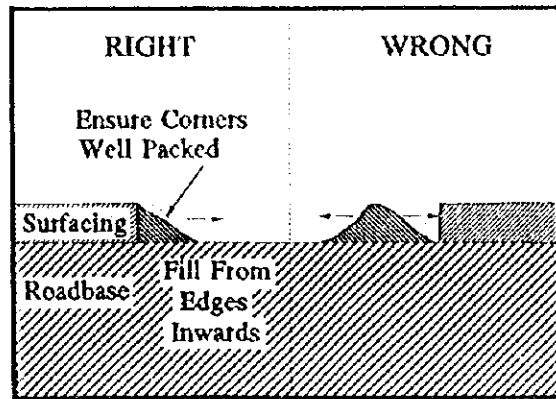 RIGHT
WRONG
Ensure Corners
Well Packed
Surfacing
Roadbase
Fill From
Edges
Inwards